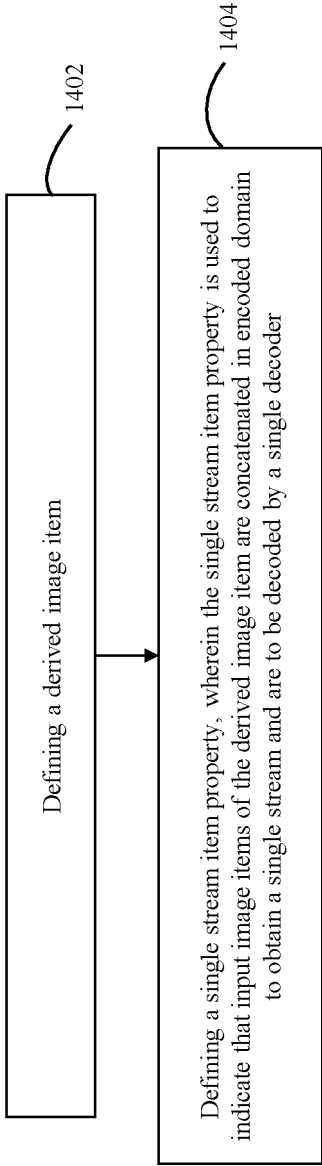 Defining a derived image item
1402
Defining a single stream item property, wherein the single stream item property is used to
indicate that input image items of the derived image item are concatenated in encoded domain
to obtain a single stream and are to be decoded by a single decoder
1404